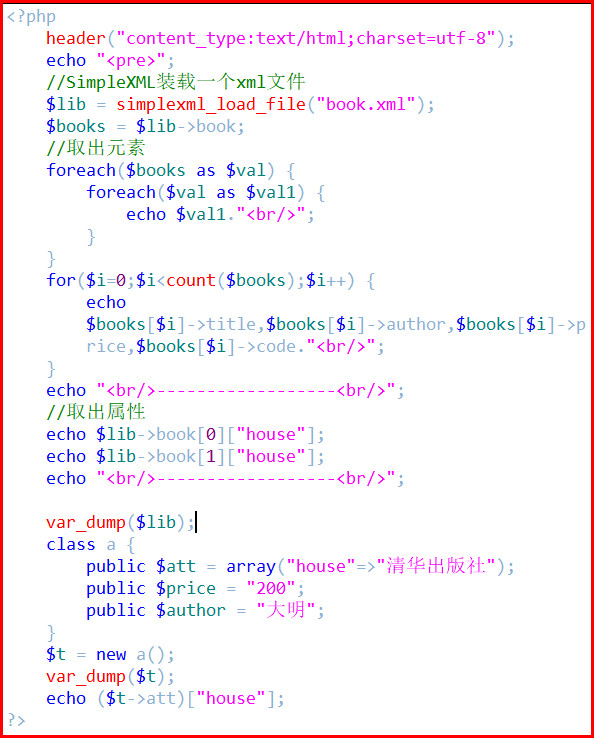 <?php
    header("content_type:text/html;charset=utf-8");
    echo "<pre>";
    //SimpleXML装载一个xml文件
    $lib = simplexml_load_file("book.xml");
    $books = $lib->book;
    //取出元素
    foreach($books as $val) {
        foreach($val as $val1) {
            echo $val1."<br/>";
        }
    }
    for($i=0;$i<count($books);$i++) {
        echo
        $books[$i]->title,$books[$i]->author,$books[$i]->p
        rice,$books[$i]->code."<br/>";
    }
    echo "<br/>------------------<br/>";
    //取出属性
    echo $lib->book[0]["house"];
    echo $lib->book[1]["house"];
    echo "<br/>------------------<br/>";

    var_dump($lib);
    class a {
        public $att = array("house"=>"清华出版社");
        public $price = "200";
        public $author = "大明";
    }
    $t = new a();
    var_dump($t);
    echo ($t->att)["house"];
?>